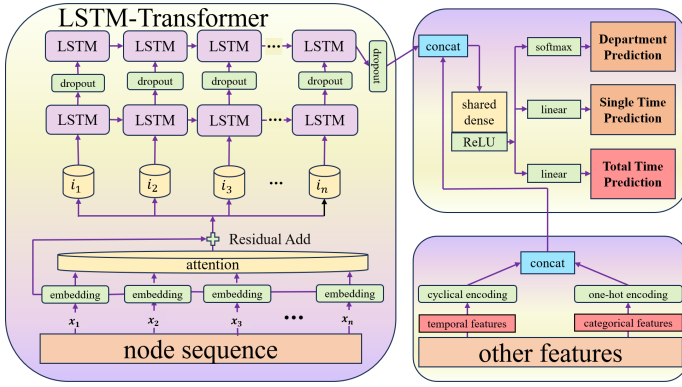 LSTM-Transformer
LSTM LSTM LSTM ... LSTM
dropout
dropout dropout dropout dropout
LSTM LSTM LSTM ... LSTM
i1 i2 i3 ... in
Residual Add
attention
embedding embedding embedding embedding
x1 x2 x3 ... xn
node sequence
concat
shared
dense
ReLU
softmax
linear
linear
Department
Prediction
Single Time
Prediction
Total Time
Prediction
concat
cyclical encoding one-hot encoding
temporal features categorical features
other features